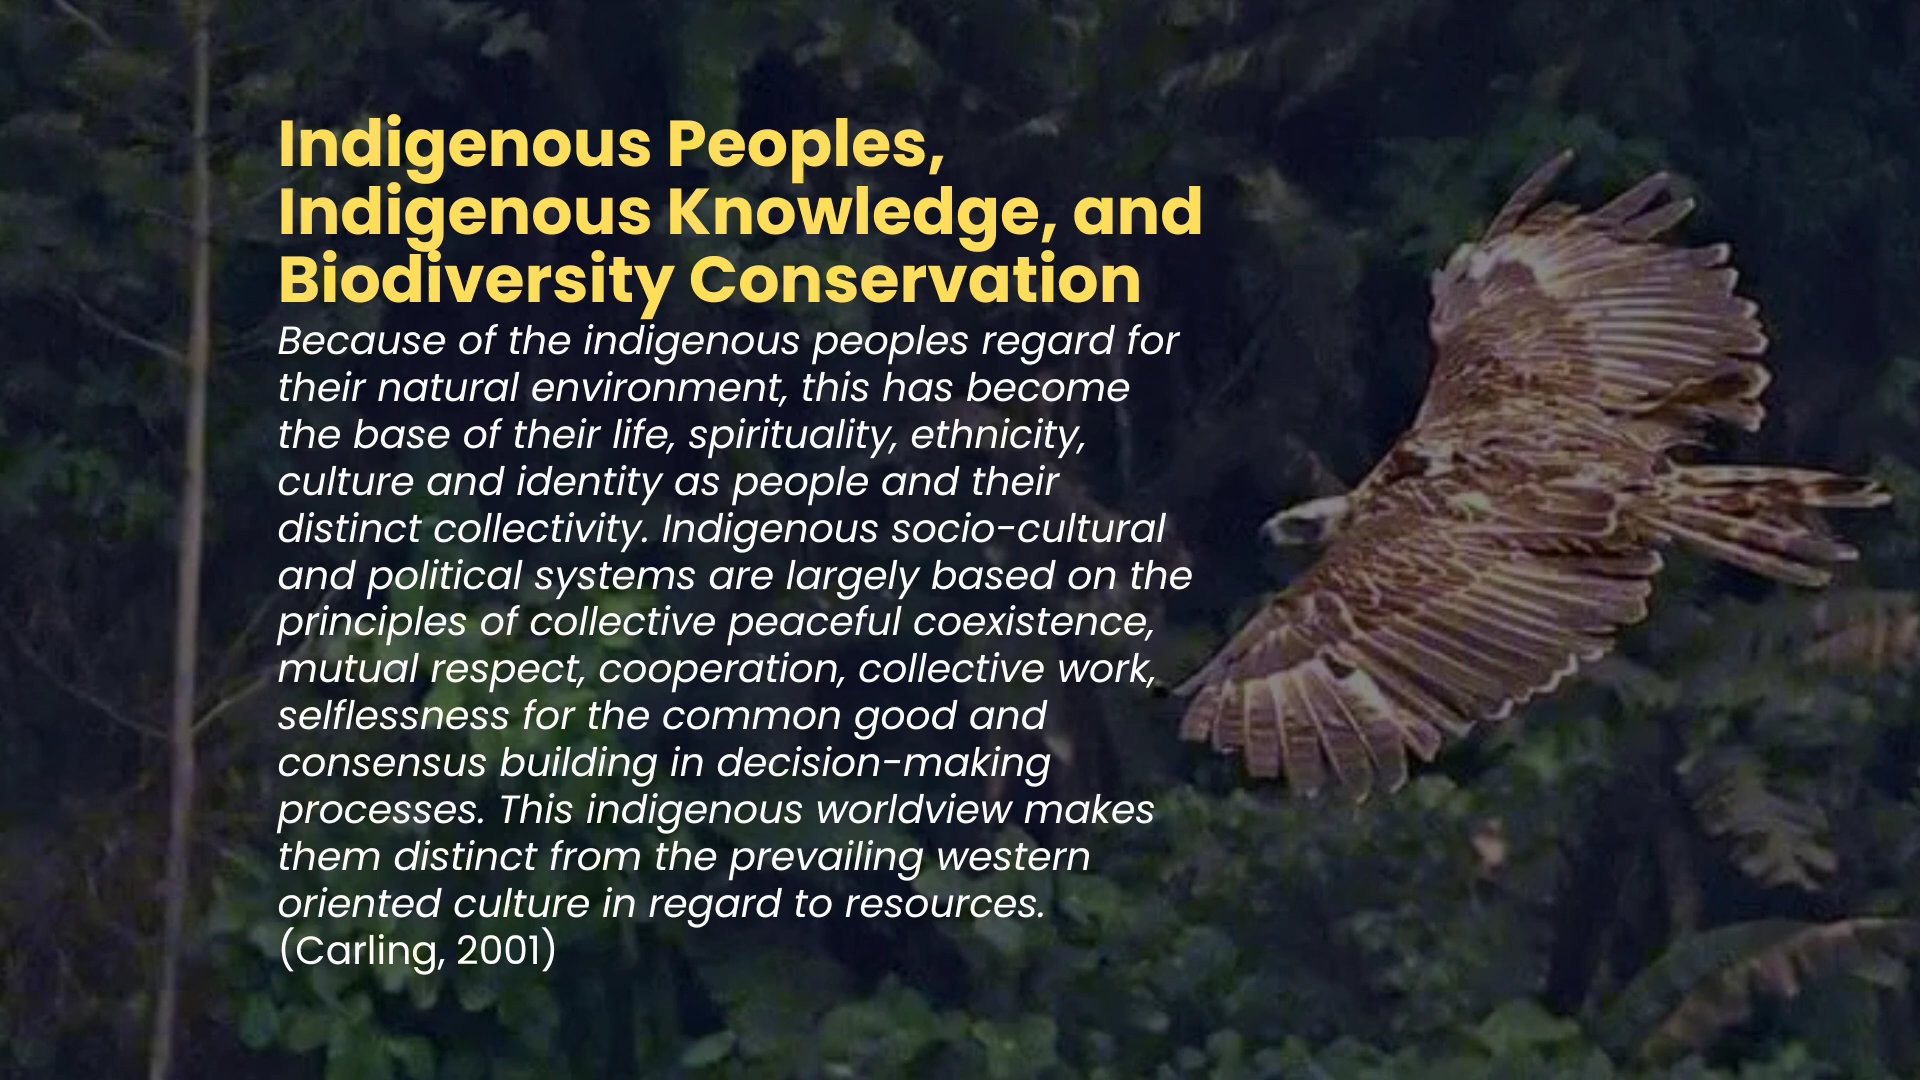 Indigenous Peoples,
Indigenous Knowledge, and
Biodiversity Conservation
Because of the indigenous peoples regard for
their natural environment, this has become
the base of their life, spirituality, ethnicity,
culture and identity as people and their
distinct collectivity. Indigenous socio-cultural
and political systems are largely based on the
principles of collective peaceful coexistence,
mutual respect, cooperation, collective work,
selflessness for the common good and
consensus building in decision-making
processes. This indigenous worldview makes
them distinct from the prevailing western
oriented culture in regard to resources.
(Carling, 2001)